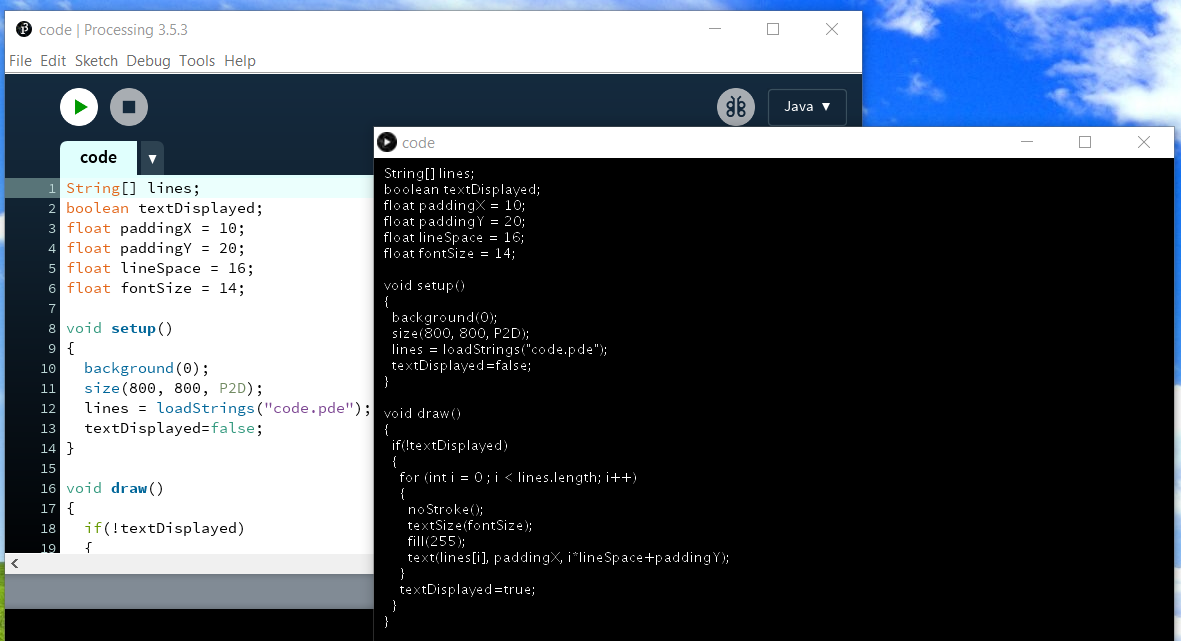 code | Processing 3.5.3
File Edit Sketch Debug Tools Help
Java ▼
code ▼
1 String[] lines;
2 boolean textDisplayed;
3 float paddingX = 10;
4 float paddingY = 20;
5 float lineSpace = 16;
6 float fontSize = 14;
7
8 void setup()
9 {
10   background(0);
11   size(800, 800, P2D);
12   lines = loadStrings("code.pde");
13   textDisplayed=false;
14 }
15
16 void draw()
17 {
18   if(!textDisplayed)
19   {
code
String[] lines;
boolean textDisplayed;
float paddingX = 10;
float paddingY = 20;
float lineSpace = 16;
float fontSize = 14;

void setup()
{
  background(0);
  size(800, 800, P2D);
  lines = loadStrings("code.pde");
  textDisplayed=false;
}

void draw()
{
  if(!textDisplayed)
  {
    for (int i = 0 ; i < lines.length; i++)
    {
      noStroke();
      textSize(fontSize);
      fill(255);
      text(lines[i], paddingX, i*lineSpace+paddingY);
    }
    textDisplayed=true;
  }
}